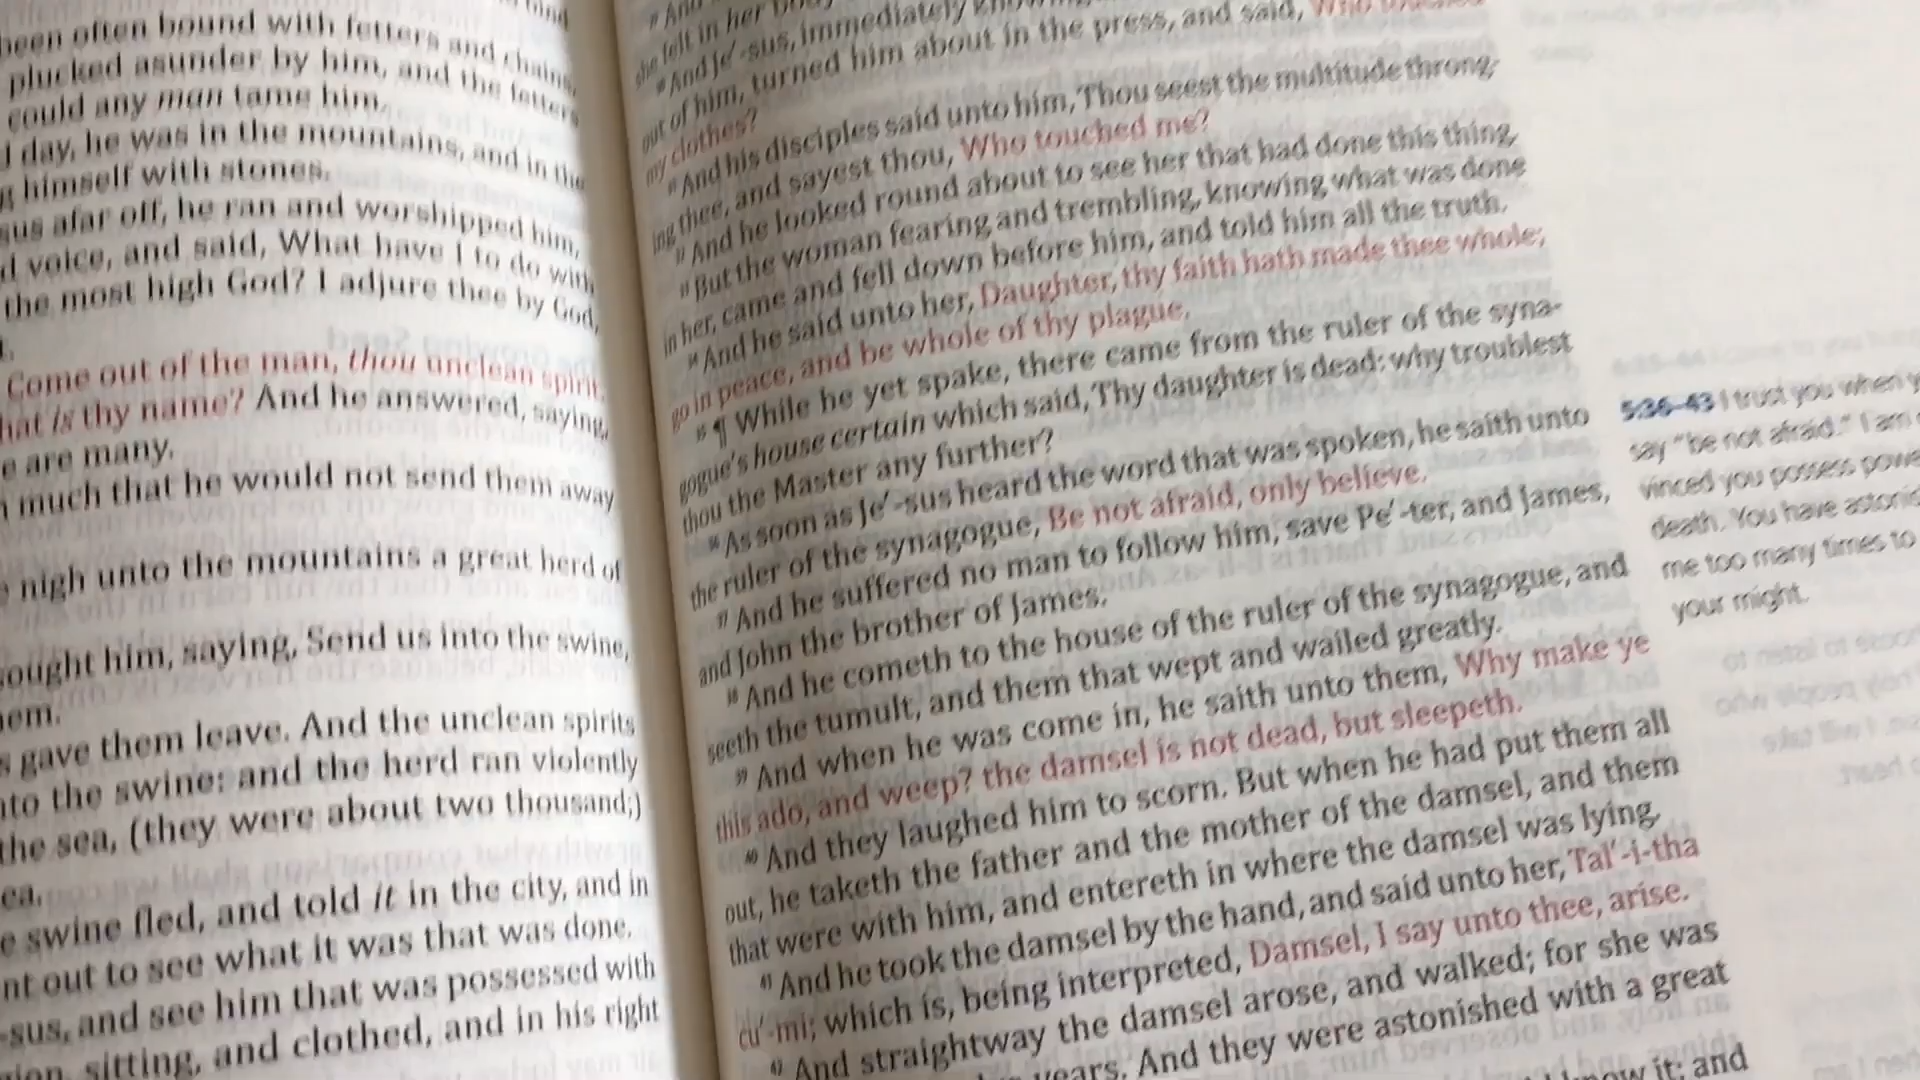 been often bound with fetters and chains,
plucked asunder by him, and the fetters
could any man tame him.
day, he was in the mountains, and in the
himself with stones.
sus afar off, he ran and worshipped him,
voice, and said, What have I to do with
the most high God? I adjure thee by God,
Come out of the man, thou unclean spirit.
hat is thy name? And he answered, saying,
e are many.
much that he would not send them away
nigh unto the mountains a great herd of
ought him, saying, Send us into the swine,
hem.
s gave them leave. And the unclean spirits
nto the swine: and the herd ran violently
the sea, (they were about two thousand;)
ea.
e swine fled, and told it in the city, and in
nt out to see what it was that was done.
-sus, and see him that was possessed with
sitting, and clothed, and in his right
And
she felt in her body
And Je'-sus, immediately
out of him, turned him about in the press, and said, Who touched
my clothes?
31 And his disciples said unto him, Thou seest the multitude throng-
ing thee, and sayest thou, Who touched me?
32 And he looked round about to see her that had done this thing.
33 But the woman fearing and trembling, knowing what was done
in her, came and fell down before him, and told him all the truth.
34 And he said unto her, Daughter, thy faith hath made thee whole;
go in peace, and be whole of thy plague.
35 ¶ While he yet spake, there came from the ruler of the syna-
gogue's house certain which said, Thy daughter is dead: why troublest
thou the Master any further?
36 As soon as Je'-sus heard the word that was spoken, he saith unto
the ruler of the synagogue, Be not afraid, only believe.
37 And he suffered no man to follow him, save Pe'-ter, and James,
and John the brother of James.
38 And he cometh to the house of the ruler of the synagogue, and
seeth the tumult, and them that wept and wailed greatly.
39 And when he was come in, he saith unto them, Why make ye
this ado, and weep? the damsel is not dead, but sleepeth.
40 And they laughed him to scorn. But when he had put them all
out, he taketh the father and the mother of the damsel, and them
that were with him, and entereth in where the damsel was lying.
41 And he took the damsel by the hand, and said unto her, Tal'-i-tha
cu'-mi; which is, being interpreted, Damsel, I say unto thee, arise.
42 And straightway the damsel arose, and walked; for she was
years. And they were astonished with a great
know it; and
5:36–43 I trust you when y
say "be not afraid." I am
vinced you possess powe
death. You have astonis
me too many times to
your might.